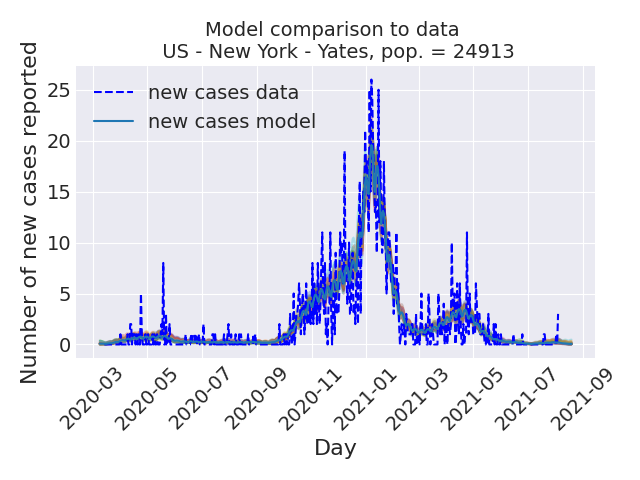 Model comparison to data
US - New York - Yates, pop. = 24913
Number of new cases reported
25
20
15
10
5
0
new cases data
new cases model
2020-03
2020-05
2020-07
2020-09
2020-11
2021-01
2021-03
2021-05
2021-07
2021-09
Day